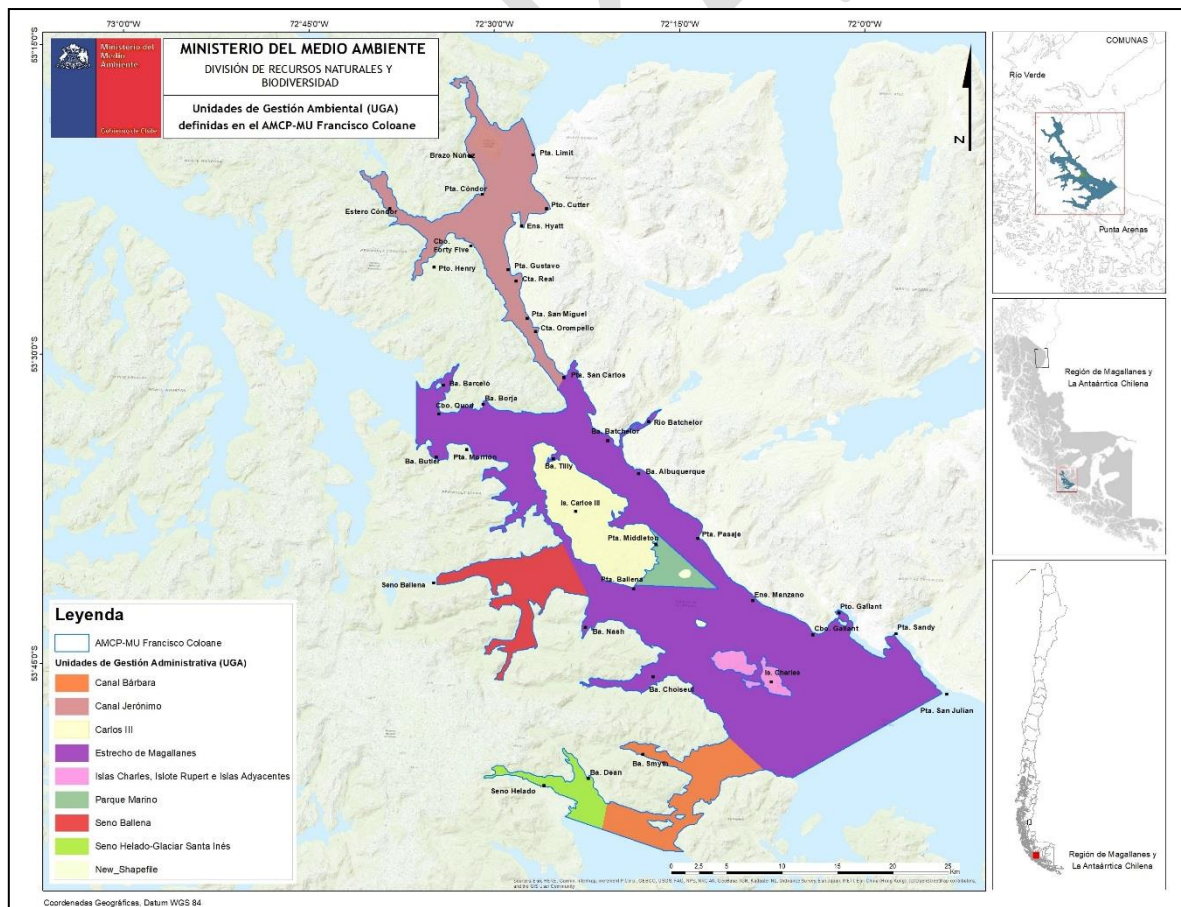 73°0'0"W
72°45'0"W
72°30'0"W
72°15'0"W
72°0'0"W
53°15'0"S
53°30'0"S
53°45'0"S
Ministerio del
Medio
Ambiente
Gobierno de Chile
MINISTERIO DEL MEDIO AMBIENTE
DIVISIÓN DE RECURSOS NATURALES Y
BIODIVERSIDAD
Unidades de Gestión Ambiental (UGA)
definidas en el AMCP-MU Francisco Coloane
N
Brazo Núñez
Pta. Limit
Pta. Cóndor
Estero Cóndor
Pto. Cutter
Ens. Hyatt
Cbo.
Forty Five
Pto. Henry
Pta. Gustavo
Cta. Real
Pta. San Miguel
Cta. Orompello
Pta. San Carlos
Ba. Barceló
Cbo. Quod
Ba. Borja
Río Batchelor
Ba. Batchelor
Ba. Butler
Ba. Tilly
Ba. Albuquerque
Is. Carlos III
Pta. Middleton
Pta. Pasaje
Seno Ballena
Pta. Ballena
Ens. Manzano
Pto. Gallant
Cbo. Gallant
Pta. Sandy
Ba. Nash
Is. Charles
Ba. Choiseul
Pta. San Julian
Ba. Smyth
Ba. Dean
Seno Helado
Leyenda
AMCP-MU Francisco Coloane
Unidades de Gestión Administrativa (UGA)
Canal Bárbara
Canal Jerónimo
Carlos III
Estrecho de Magallanes
Islas Charles, Islote Rupert e Islas Adyacentes
Parque Marino
Seno Ballena
Seno Helado-Glaciar Santa Inés
New_Shapefile
0 2,5 5 10 15 20 25
Km
Coordenadas Geográficas, Datum WGS 84
COMUNAS
Río Verde
Punta Arenas
Región de Magallanes y
La Antaártica Chilena
Región de Magallanes y
La Antaártica Chilena